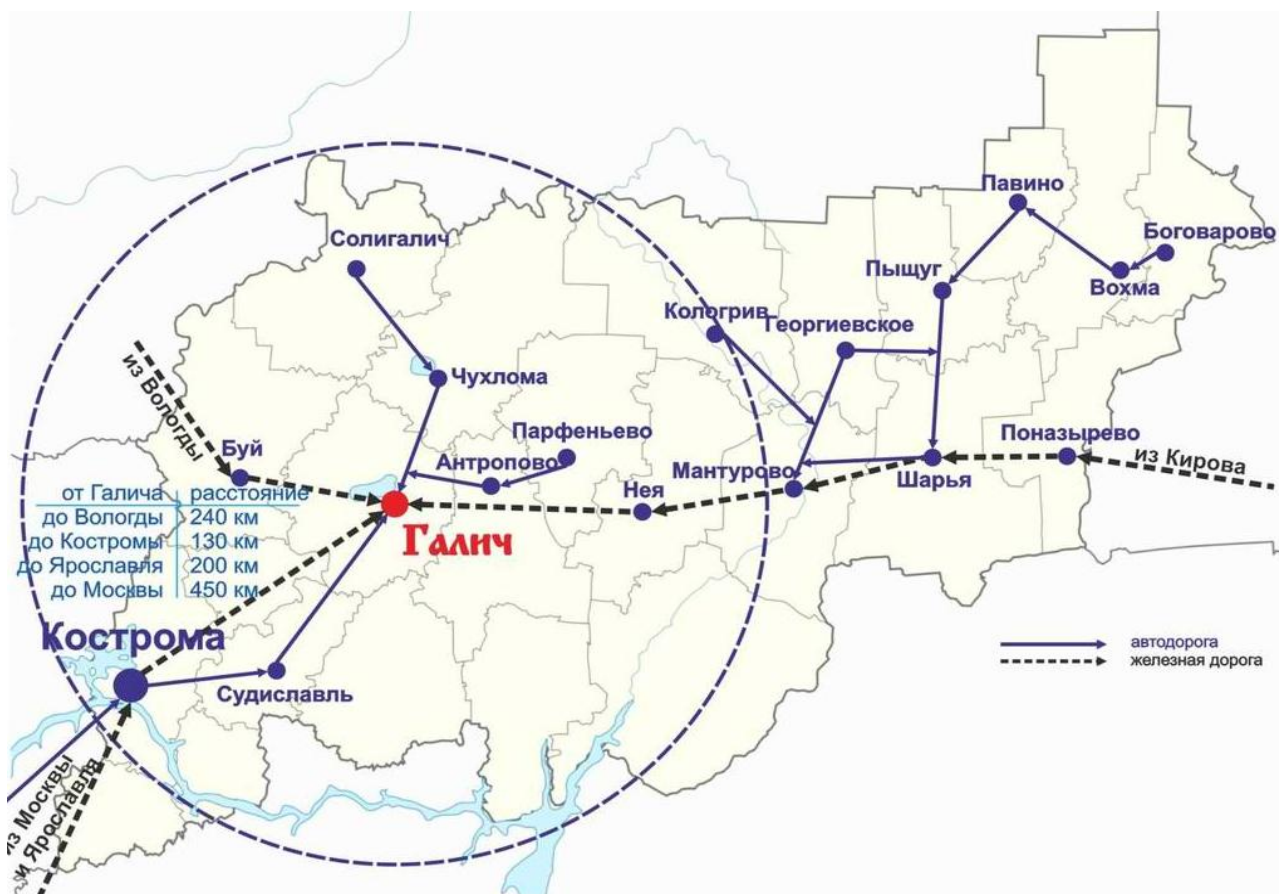 Павино
Боговарово
Солигалич
Пыщуг
Вохма
Кологрив
Георгиевское
из Вологды
Чухлома
Парфеньево
Буй
Антропово
Поназырево
из Кирова
Мантурово
Шарья
Нея
от Галича расстояние
до Вологды 240 км
до Костромы 130 км
до Ярославля 200 км
до Москвы 450 км
Галич
Кострома
Судиславль
автодорога
железная дорога
из Москвы
и Ярославля